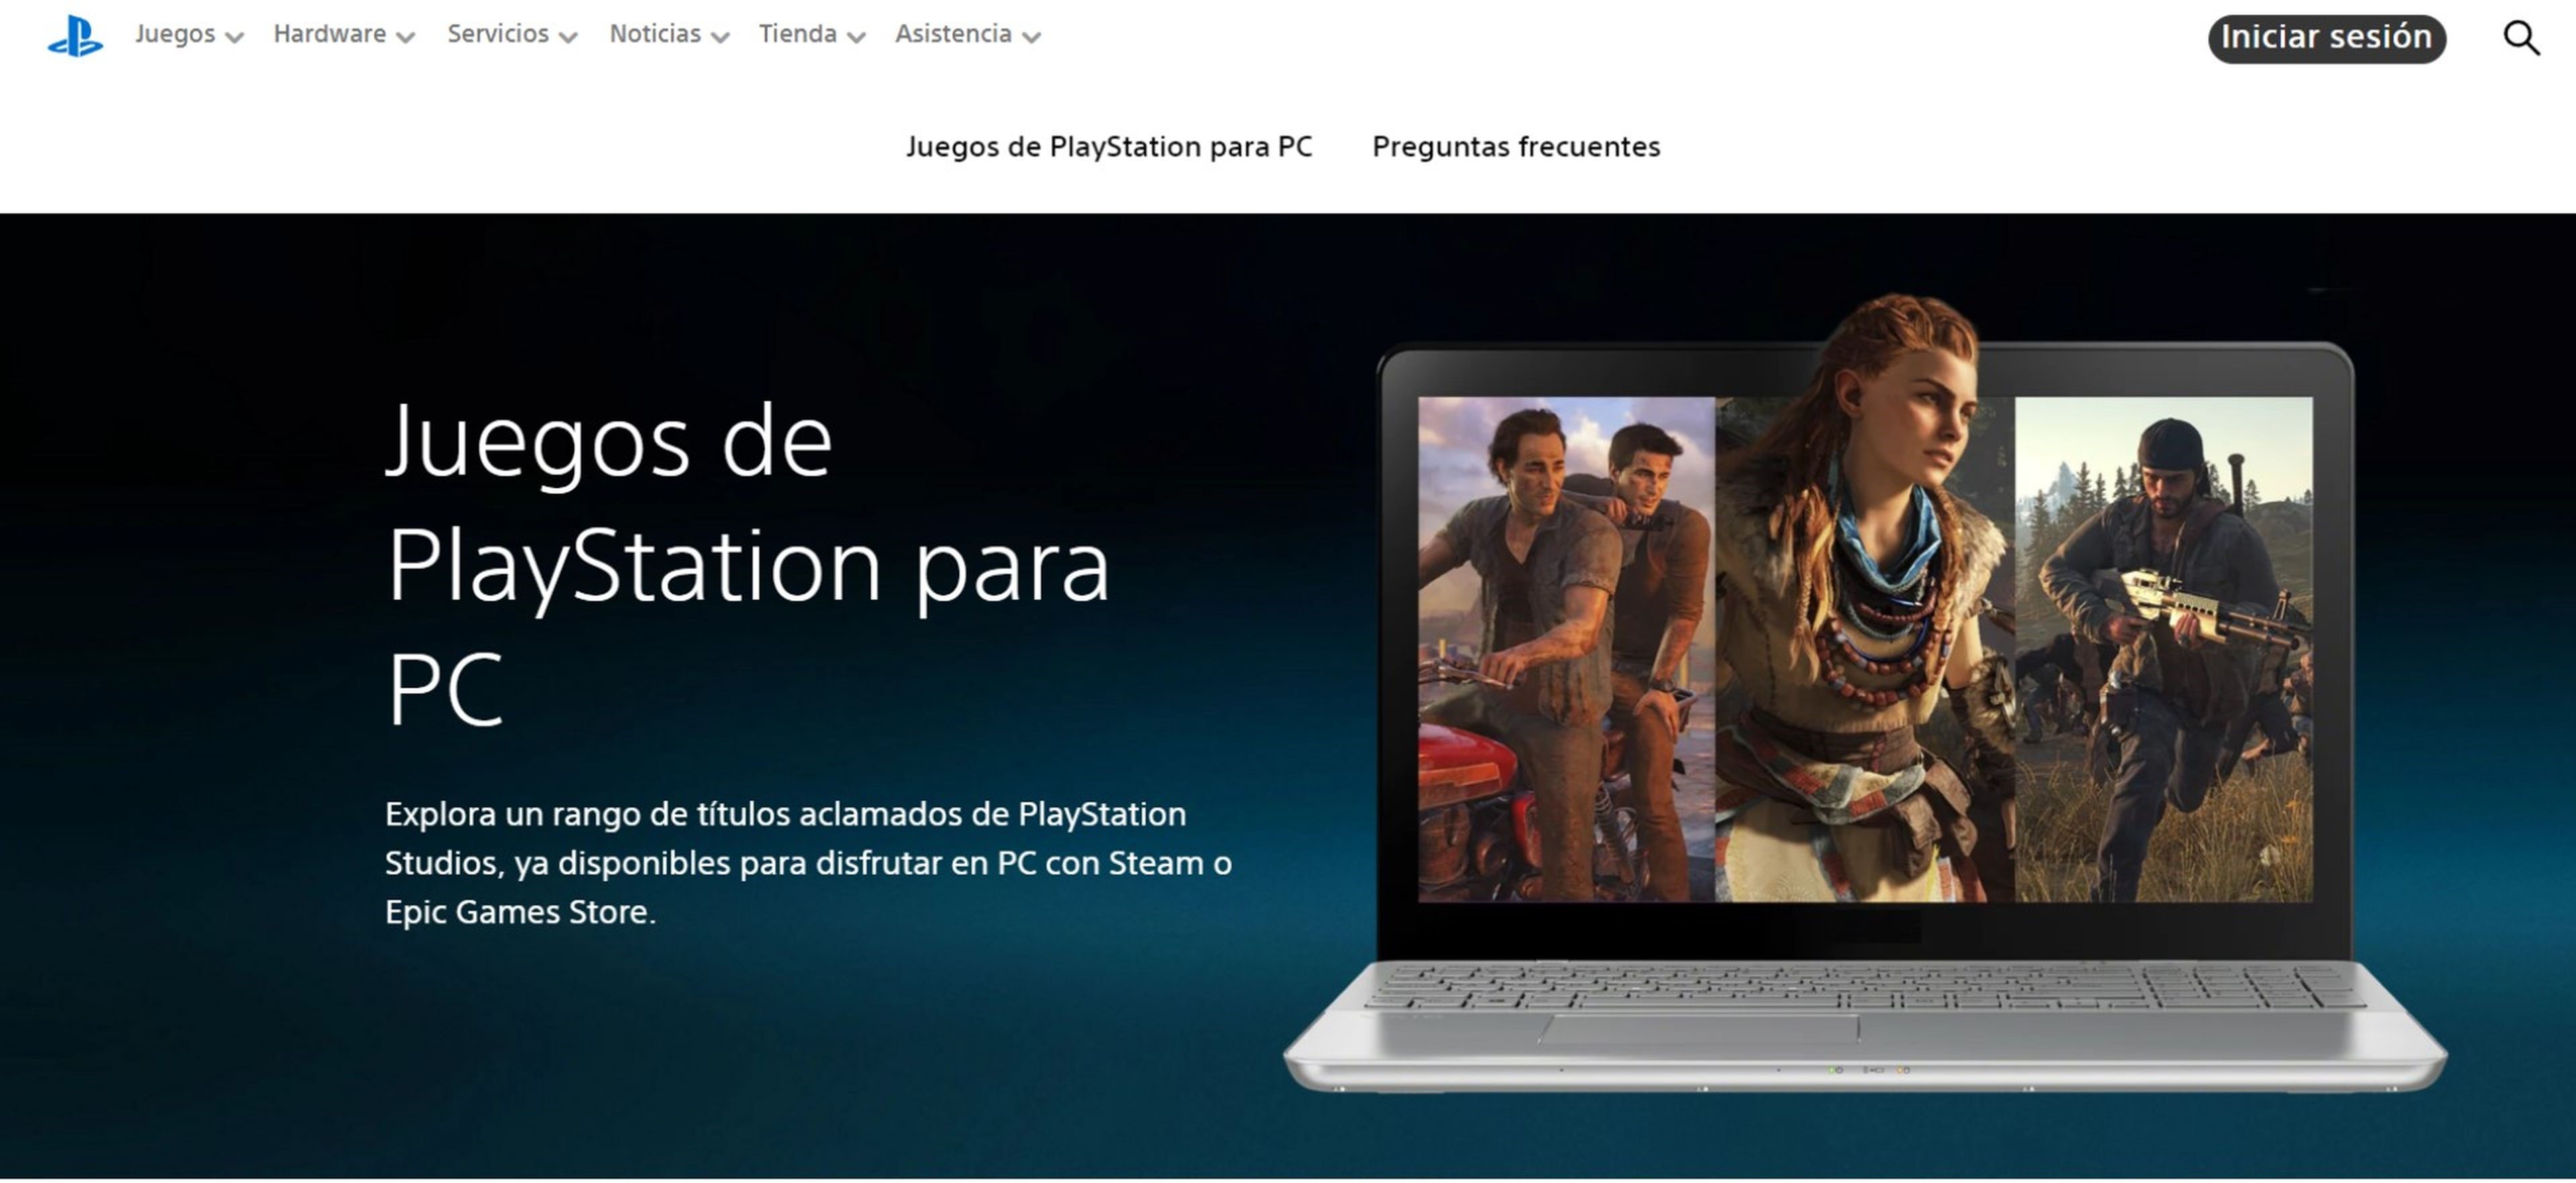 Juegos Hardware Servicios Noticias Tienda Asistencia Iniciar sesión
Juegos de PlayStation para PC Preguntas frecuentes
Juegos de
PlayStation para
PC
Explora un rango de títulos aclamados de PlayStation
Studios, ya disponibles para disfrutar en PC con Steam o
Epic Games Store.